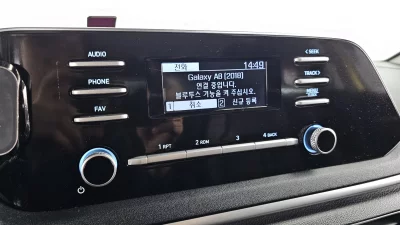 AUDIO
PHONE
FAV
전화 14:49
Galaxy A8 (2018)
연결 중입니다.
블루투스 기능을 켜 주십시오.
1 취소 2 신규 등록
< SEEK
TRACK >
MENU
1 RPT 2 RDM 3 4 BACK